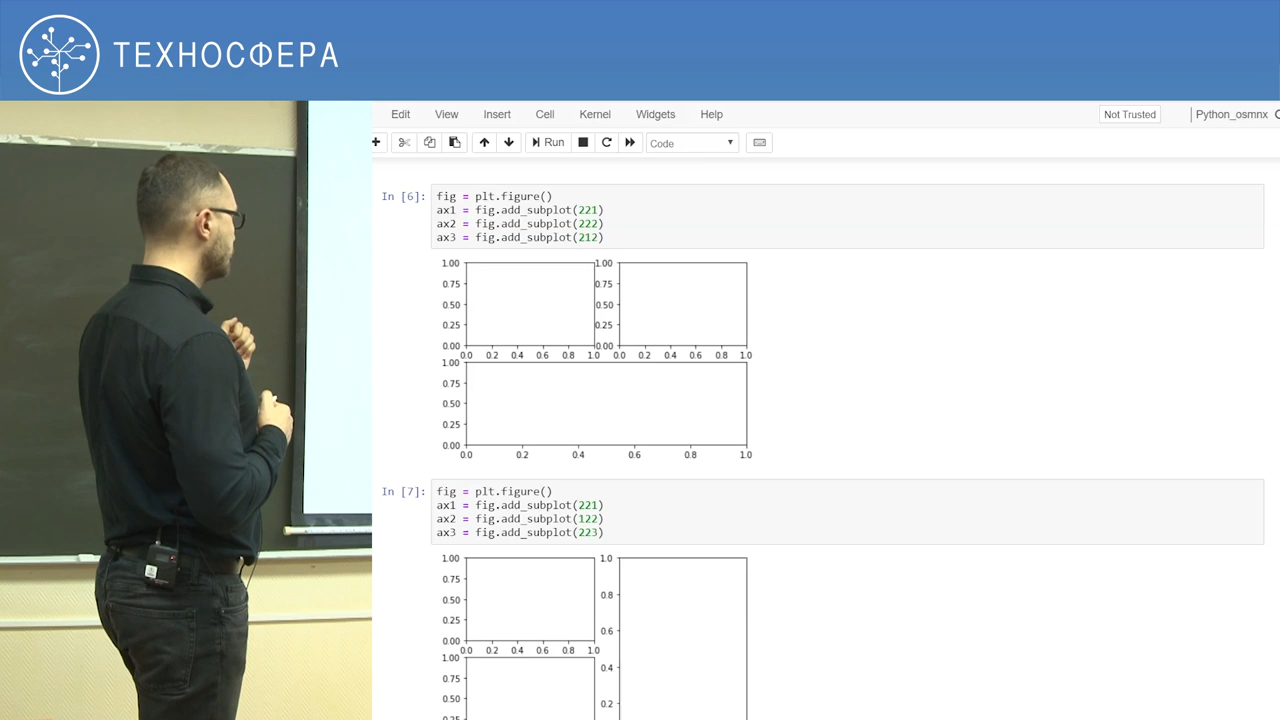 ТЕХНОСФЕРА
Edit View Insert Cell Kernel Widgets Help
Not Trusted
Python_osmnx
Run
Code
In [6]:
fig = plt.figure()
ax1 = fig.add_subplot(221)
ax2 = fig.add_subplot(222)
ax3 = fig.add_subplot(212)
1.00
0.75
0.50
0.25
0.00
0.0 0.2 0.4 0.6 0.8 1.0
1.00
0.75
0.50
0.25
0.00
0.0 0.2 0.4 0.6 0.8 1.0
1.00
0.75
0.50
0.25
0.00
0.0 0.2 0.4 0.6 0.8 1.0
In [7]:
fig = plt.figure()
ax1 = fig.add_subplot(221)
ax2 = fig.add_subplot(122)
ax3 = fig.add_subplot(223)
1.00
0.75
0.50
0.25
0.00
0.0 0.2 0.4 0.6 0.8 1.0
1.0
0.8
0.6
0.4
0.2
1.00
0.75
0.50
0.25